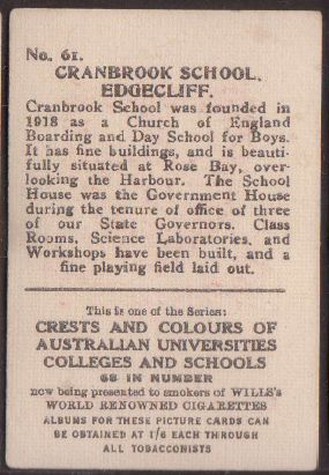 No. 61.
CRANBROOK SCHOOL,
EDGECLIFF.
Cranbrook School was founded in
1918 as a Church of England
Boarding and Day School for Boys.
It has fine buildings, and is beauti-
fully situated at Rose Bay, over-
looking the Harbour. The School
House was the Government House
during the tenure of office of three
of our State Governors. Class
Rooms, Science Laboratories, and
Workshops have been built, and a
fine playing field laid out.
This is one of the Series:
CRESTS AND COLOURS OF
AUSTRALIAN UNIVERSITIES
COLLEGES AND SCHOOLS
68 IN NUMBER
now being presented to smokers of WILLS's
WORLD RENOWNED CIGARETTES
ALBUMS FOR THESE PICTURE CARDS CAN
BE OBTAINED AT 1/6 EACH THROUGH
ALL TOBACCONISTS